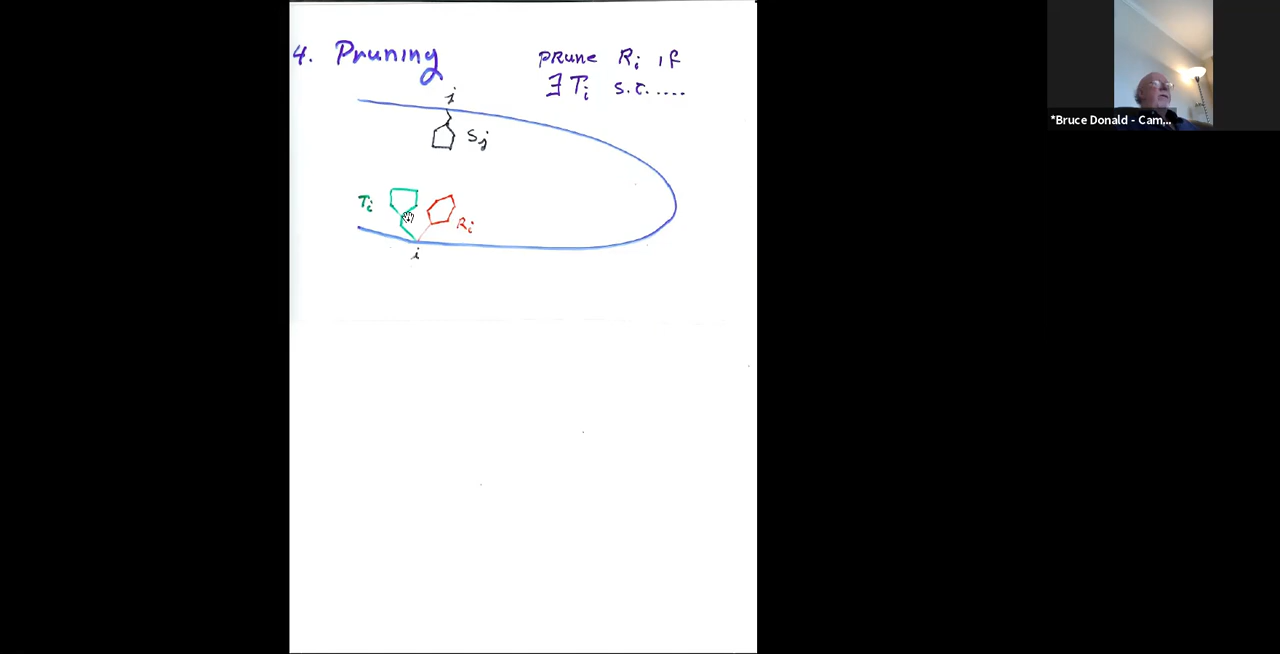 4. Pruning
prune Ri if
∃ Ti s.t.....
j
Sj
Ti
Ri
i
*Bruce Donald - Cam...